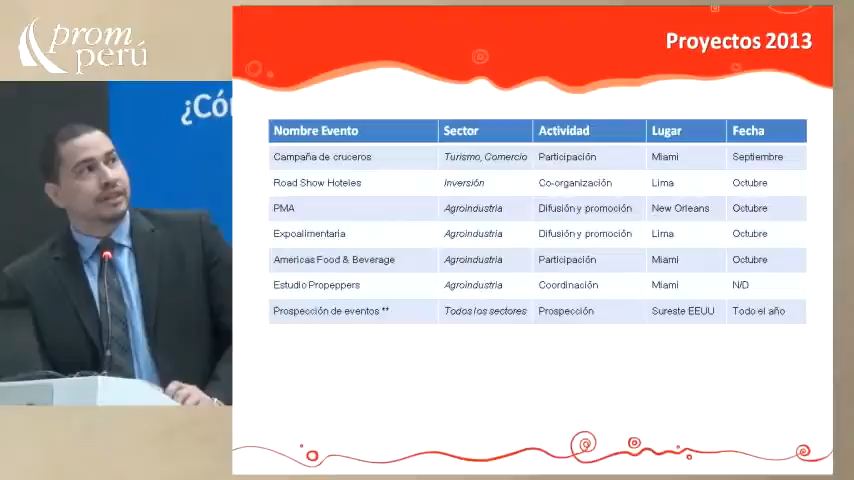 prom
perú
¿Có
Proyectos 2013
Nombre Evento Sector Actividad Lugar Fecha
Campaña de cruceros Turismo, Comercio Participación Miami Septiembre
Road Show Hoteles Inversión Co-organización Lima Octubre
PMA Agroindustria Difusión y promoción New Orleans Octubre
Expoalimentaria Agroindustria Difusión y promoción Lima Octubre
Americas Food & Beverage Agroindustria Participación Miami Octubre
Estudio Propeppers Agroindustria Coordinación Miami N/D
Prospección de eventos ** Todos los sectores Prospección Sureste EEUU Todo el año